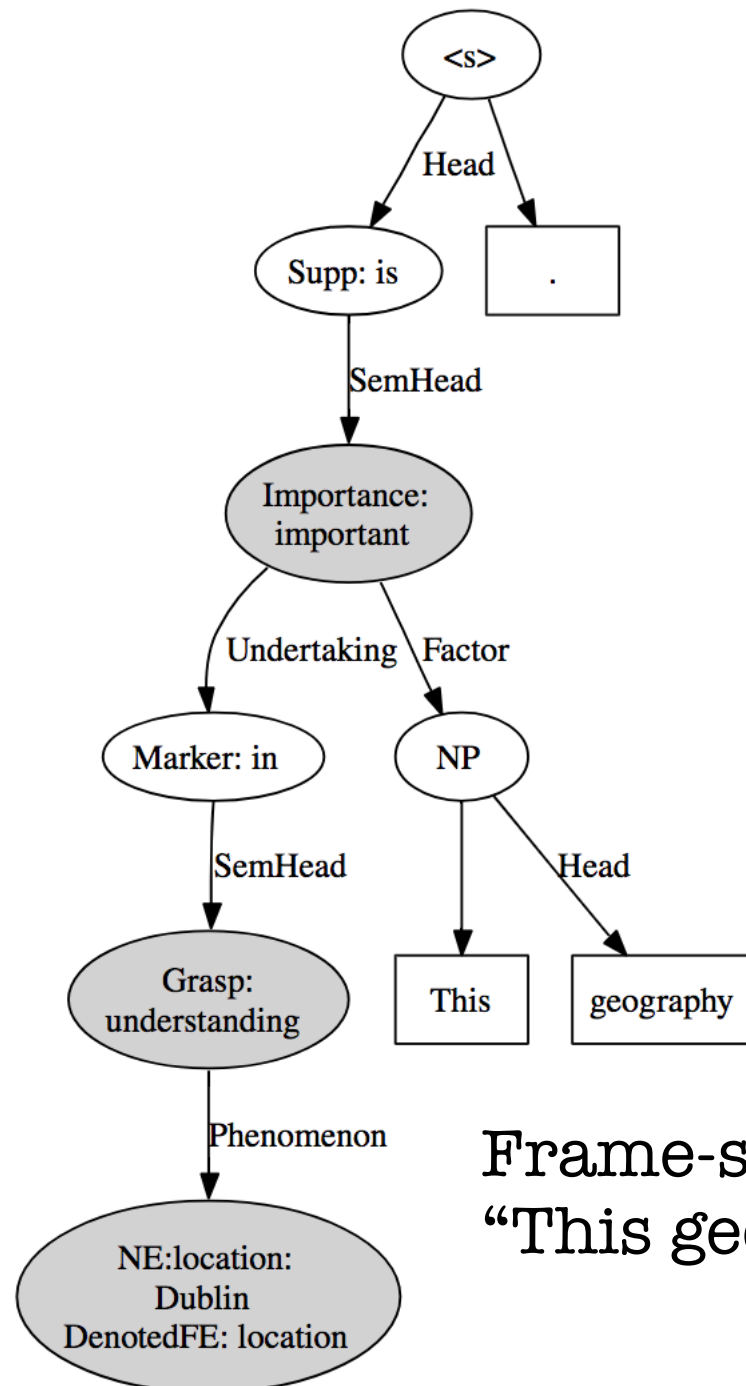 <s>
Head
Supp: is
.
SemHead
Importance:
important
Undertaking
Factor
Marker: in
NP
SemHead
Head
Grasp:
understanding
This
geography
Phenomenon
Frame-s
“This geo
NE:location:
Dublin
DenotedFE: location